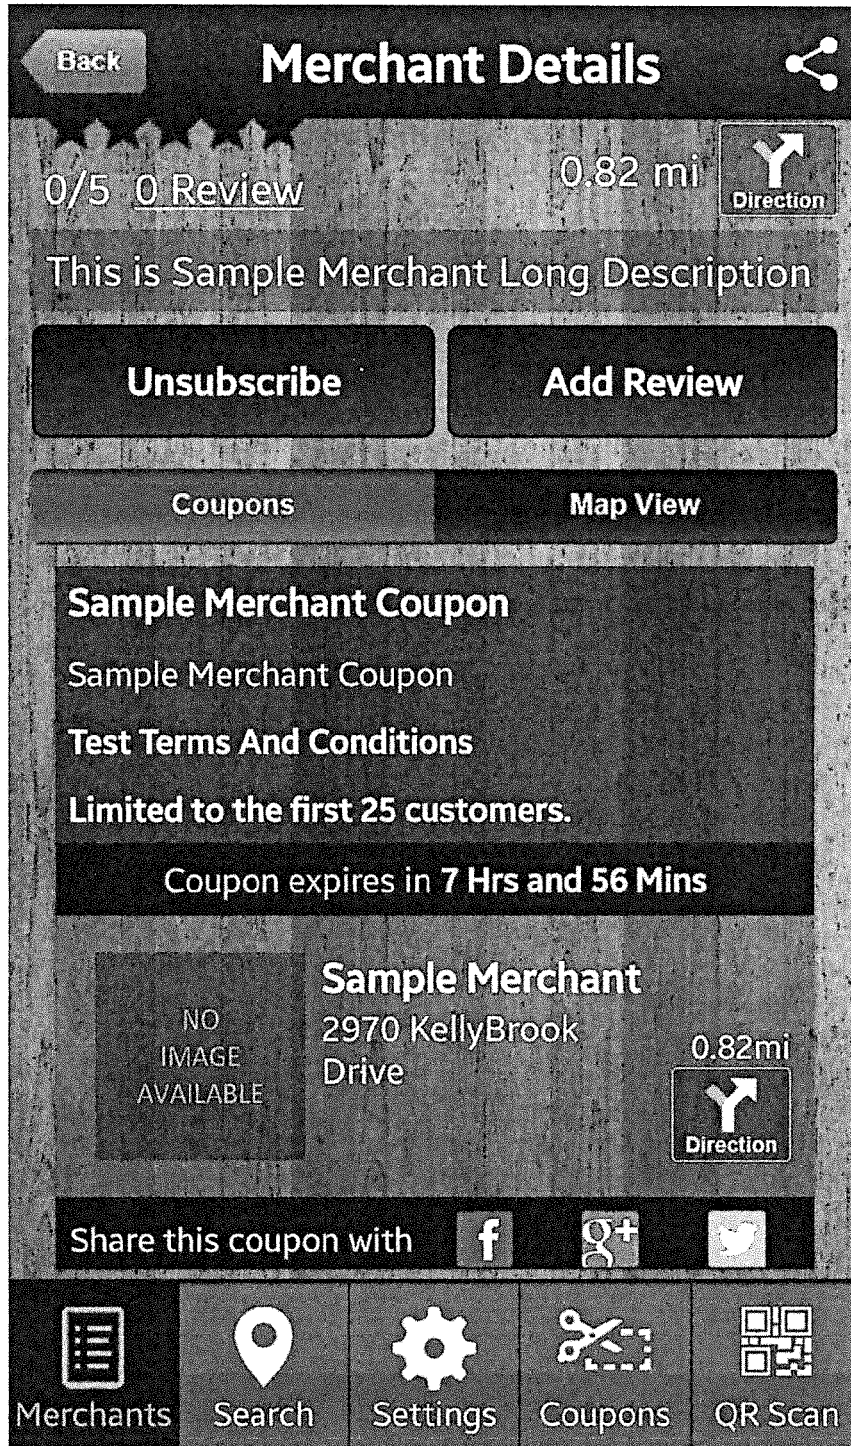 Back
Merchant Details
0/5 0 Review
0.82 mi
Direction
This is Sample Merchant Long Description
Unsubscribe
Add Review
Coupons
Map View
Sample Merchant Coupon
Sample Merchant Coupon
Test Terms And Conditions
Limited to the first 25 customers.
Coupon expires in 7 Hrs and 56 Mins
NO
IMAGE
AVAILABLE
Sample Merchant
2970 KellyBrook
Drive
0.82mi
Direction
Share this coupon with
f
g+
Merchants
Search
Settings
Coupons
QR Scan